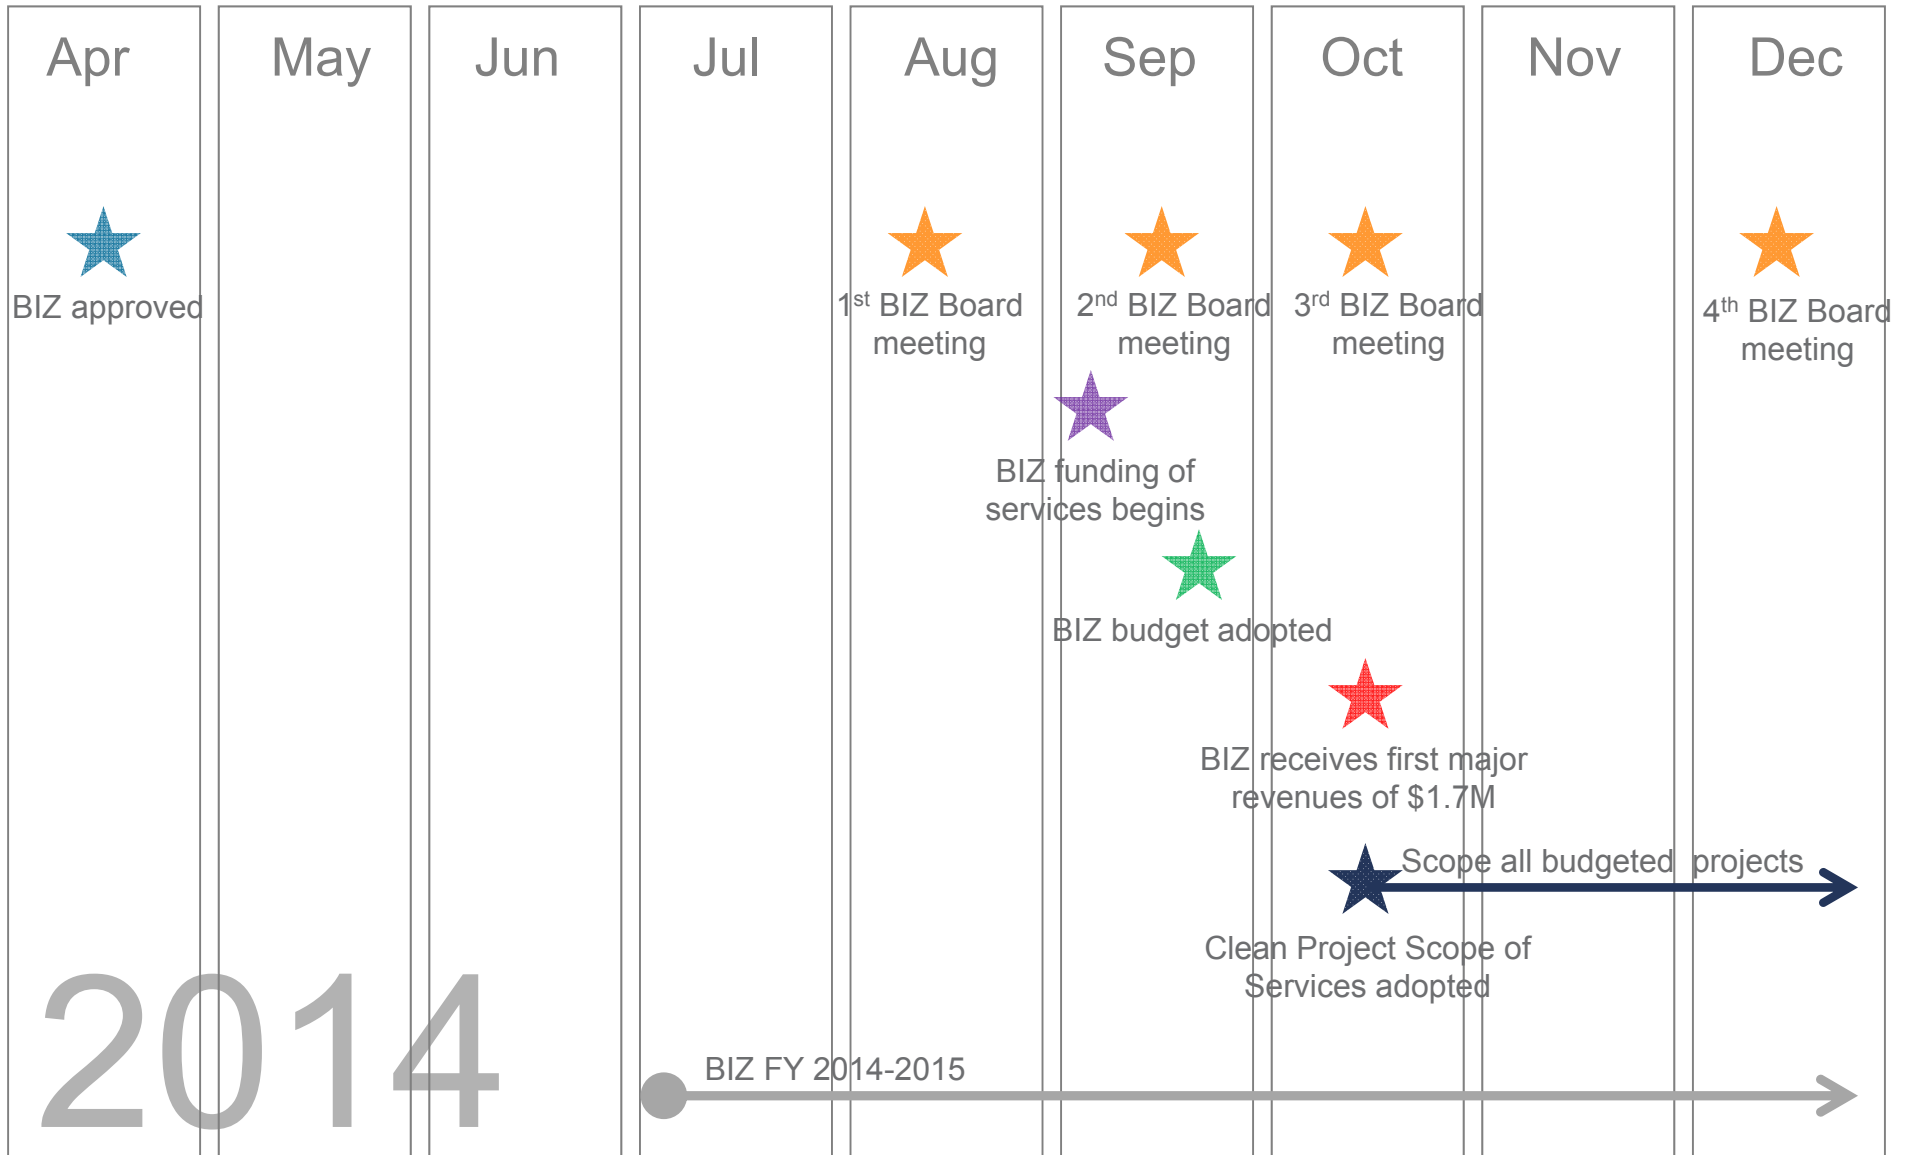 Apr May Jun Jul Aug Sep Oct Nov Dec
BIZ approved
1st BIZ Board
meeting
2nd BIZ Board
meeting
3rd BIZ Board
meeting
4th BIZ Board
meeting
BIZ funding of
services begins
BIZ budget adopted
BIZ receives first major
revenues of $1.7M
Scope all budgeted projects
Clean Project Scope of
Services adopted
2014
BIZ FY 2014-2015